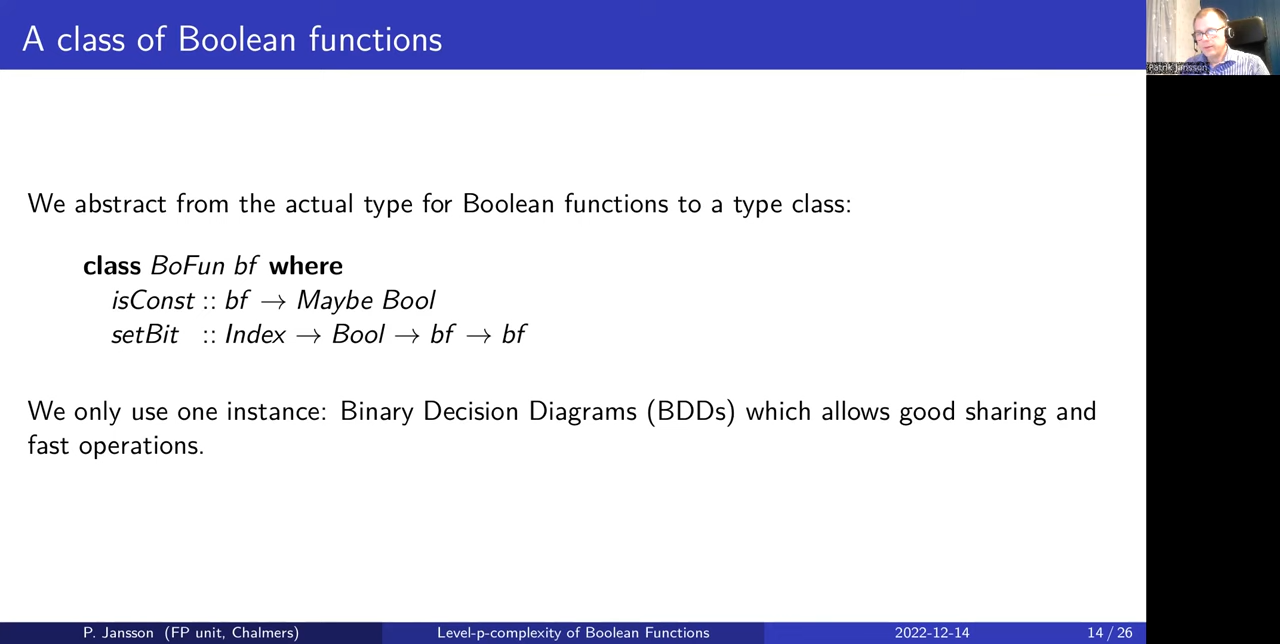 A class of Boolean functions
Patrik Jansson
We abstract from the actual type for Boolean functions to a type class:
class BoFun bf where
isConst :: bf → Maybe Bool
setBit :: Index → Bool → bf → bf
We only use one instance: Binary Decision Diagrams (BDDs) which allows good sharing and
fast operations.
P. Jansson (FP unit, Chalmers) Level-p-complexity of Boolean Functions 2022-12-14 14 / 26